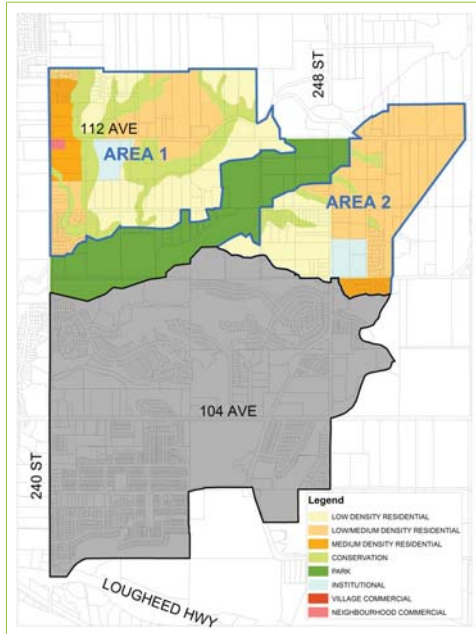 248 ST
112 AVE
AREA 1
AREA 2
104 AVE
240 ST
LOUGHEED HWY
Legend
LOW DENSITY RESIDENTIAL
LOW/MEDIUM DENSITY RESIDENTIAL
MEDIUM DENSITY RESIDENTIAL
CONSERVATION
PARK
INSTITUTIONAL
VILLAGE COMMERCIAL
NEIGHBOURHOOD COMMERCIAL